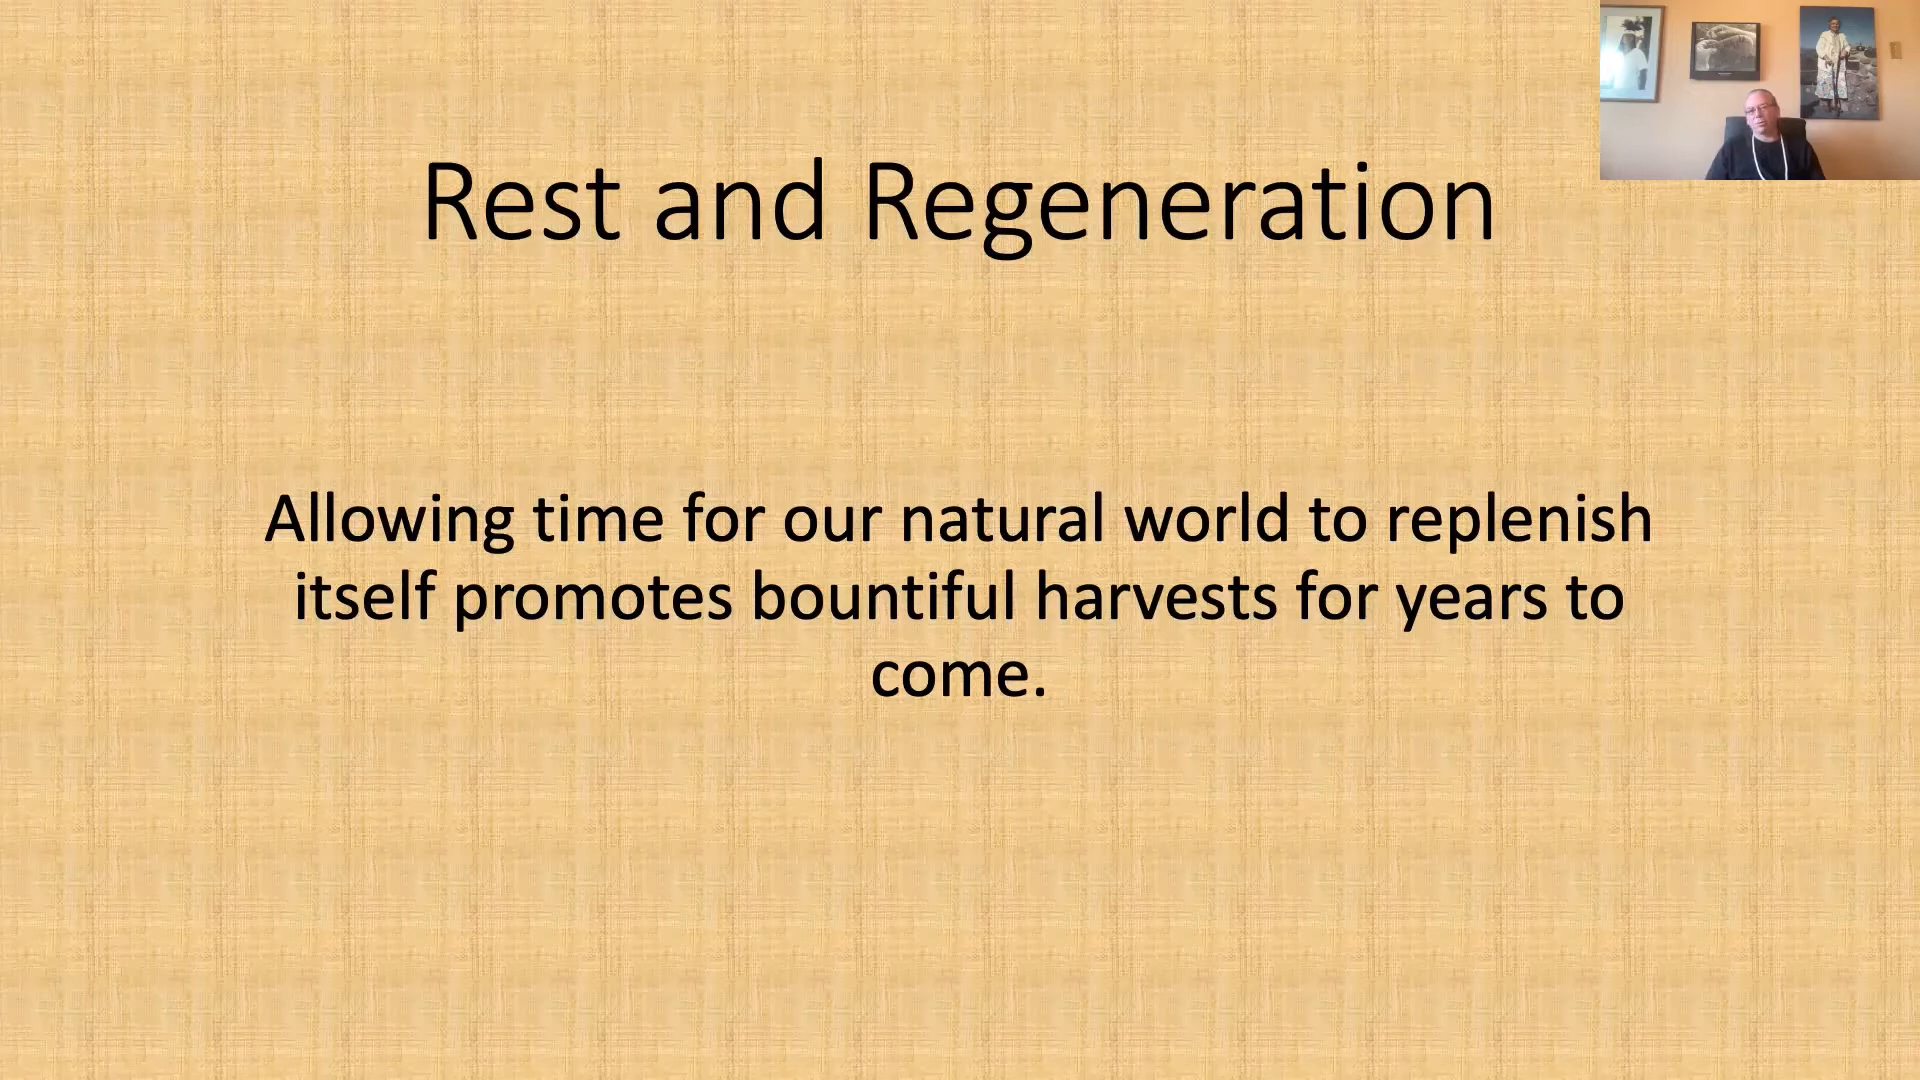 Rest and Regeneration
Allowing time for our natural world to replenish
itself promotes bountiful harvests for years to
come.